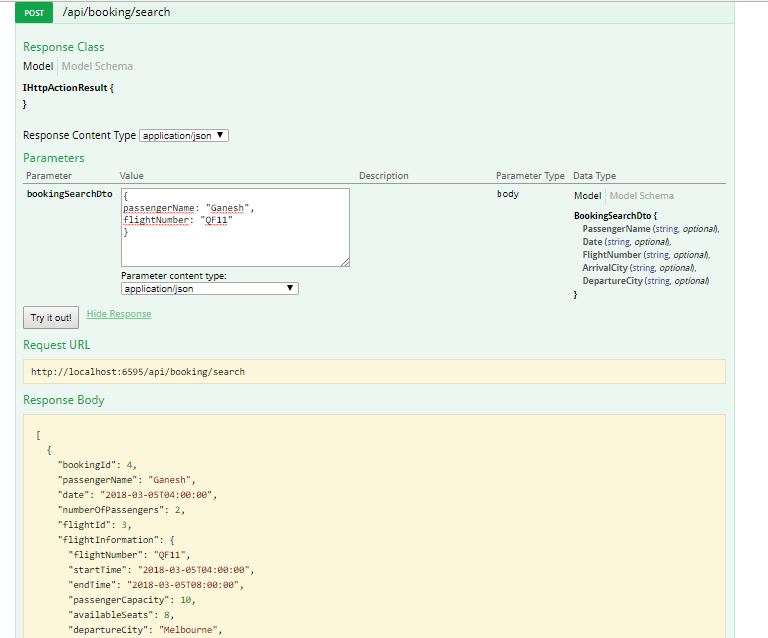 POST /api/booking/search
Response Class
Model Model Schema
IHttpActionResult {
}
Response Content Type application/json
Parameters
Parameter Value Description Parameter Type Data Type
bookingSearchDto { body Model Model Schema
passengerName: "Ganesh",
flightNumber: "QF11"
}
BookingSearchDto {
PassengerName (string, optional),
Date (string, optional),
FlightNumber (string, optional),
ArrivalCity (string, optional),
DepartureCity (string, optional)
}
Parameter content type:
application/json
Try it out! Hide Response
Request URL
http://localhost:6595/api/booking/search
Response Body
[
{
"bookingId": 4,
"passengerName": "Ganesh",
"date": "2018-03-05T04:00:00",
"numberOfPassengers": 2,
"flightId": 3,
"flightInformation": {
"flightNumber": "QF11",
"startTime": "2018-03-05T04:00:00",
"endTime": "2018-03-05T08:00:00",
"passengerCapacity": 10,
"availableSeats": 8,
"departureCity": "Melbourne",